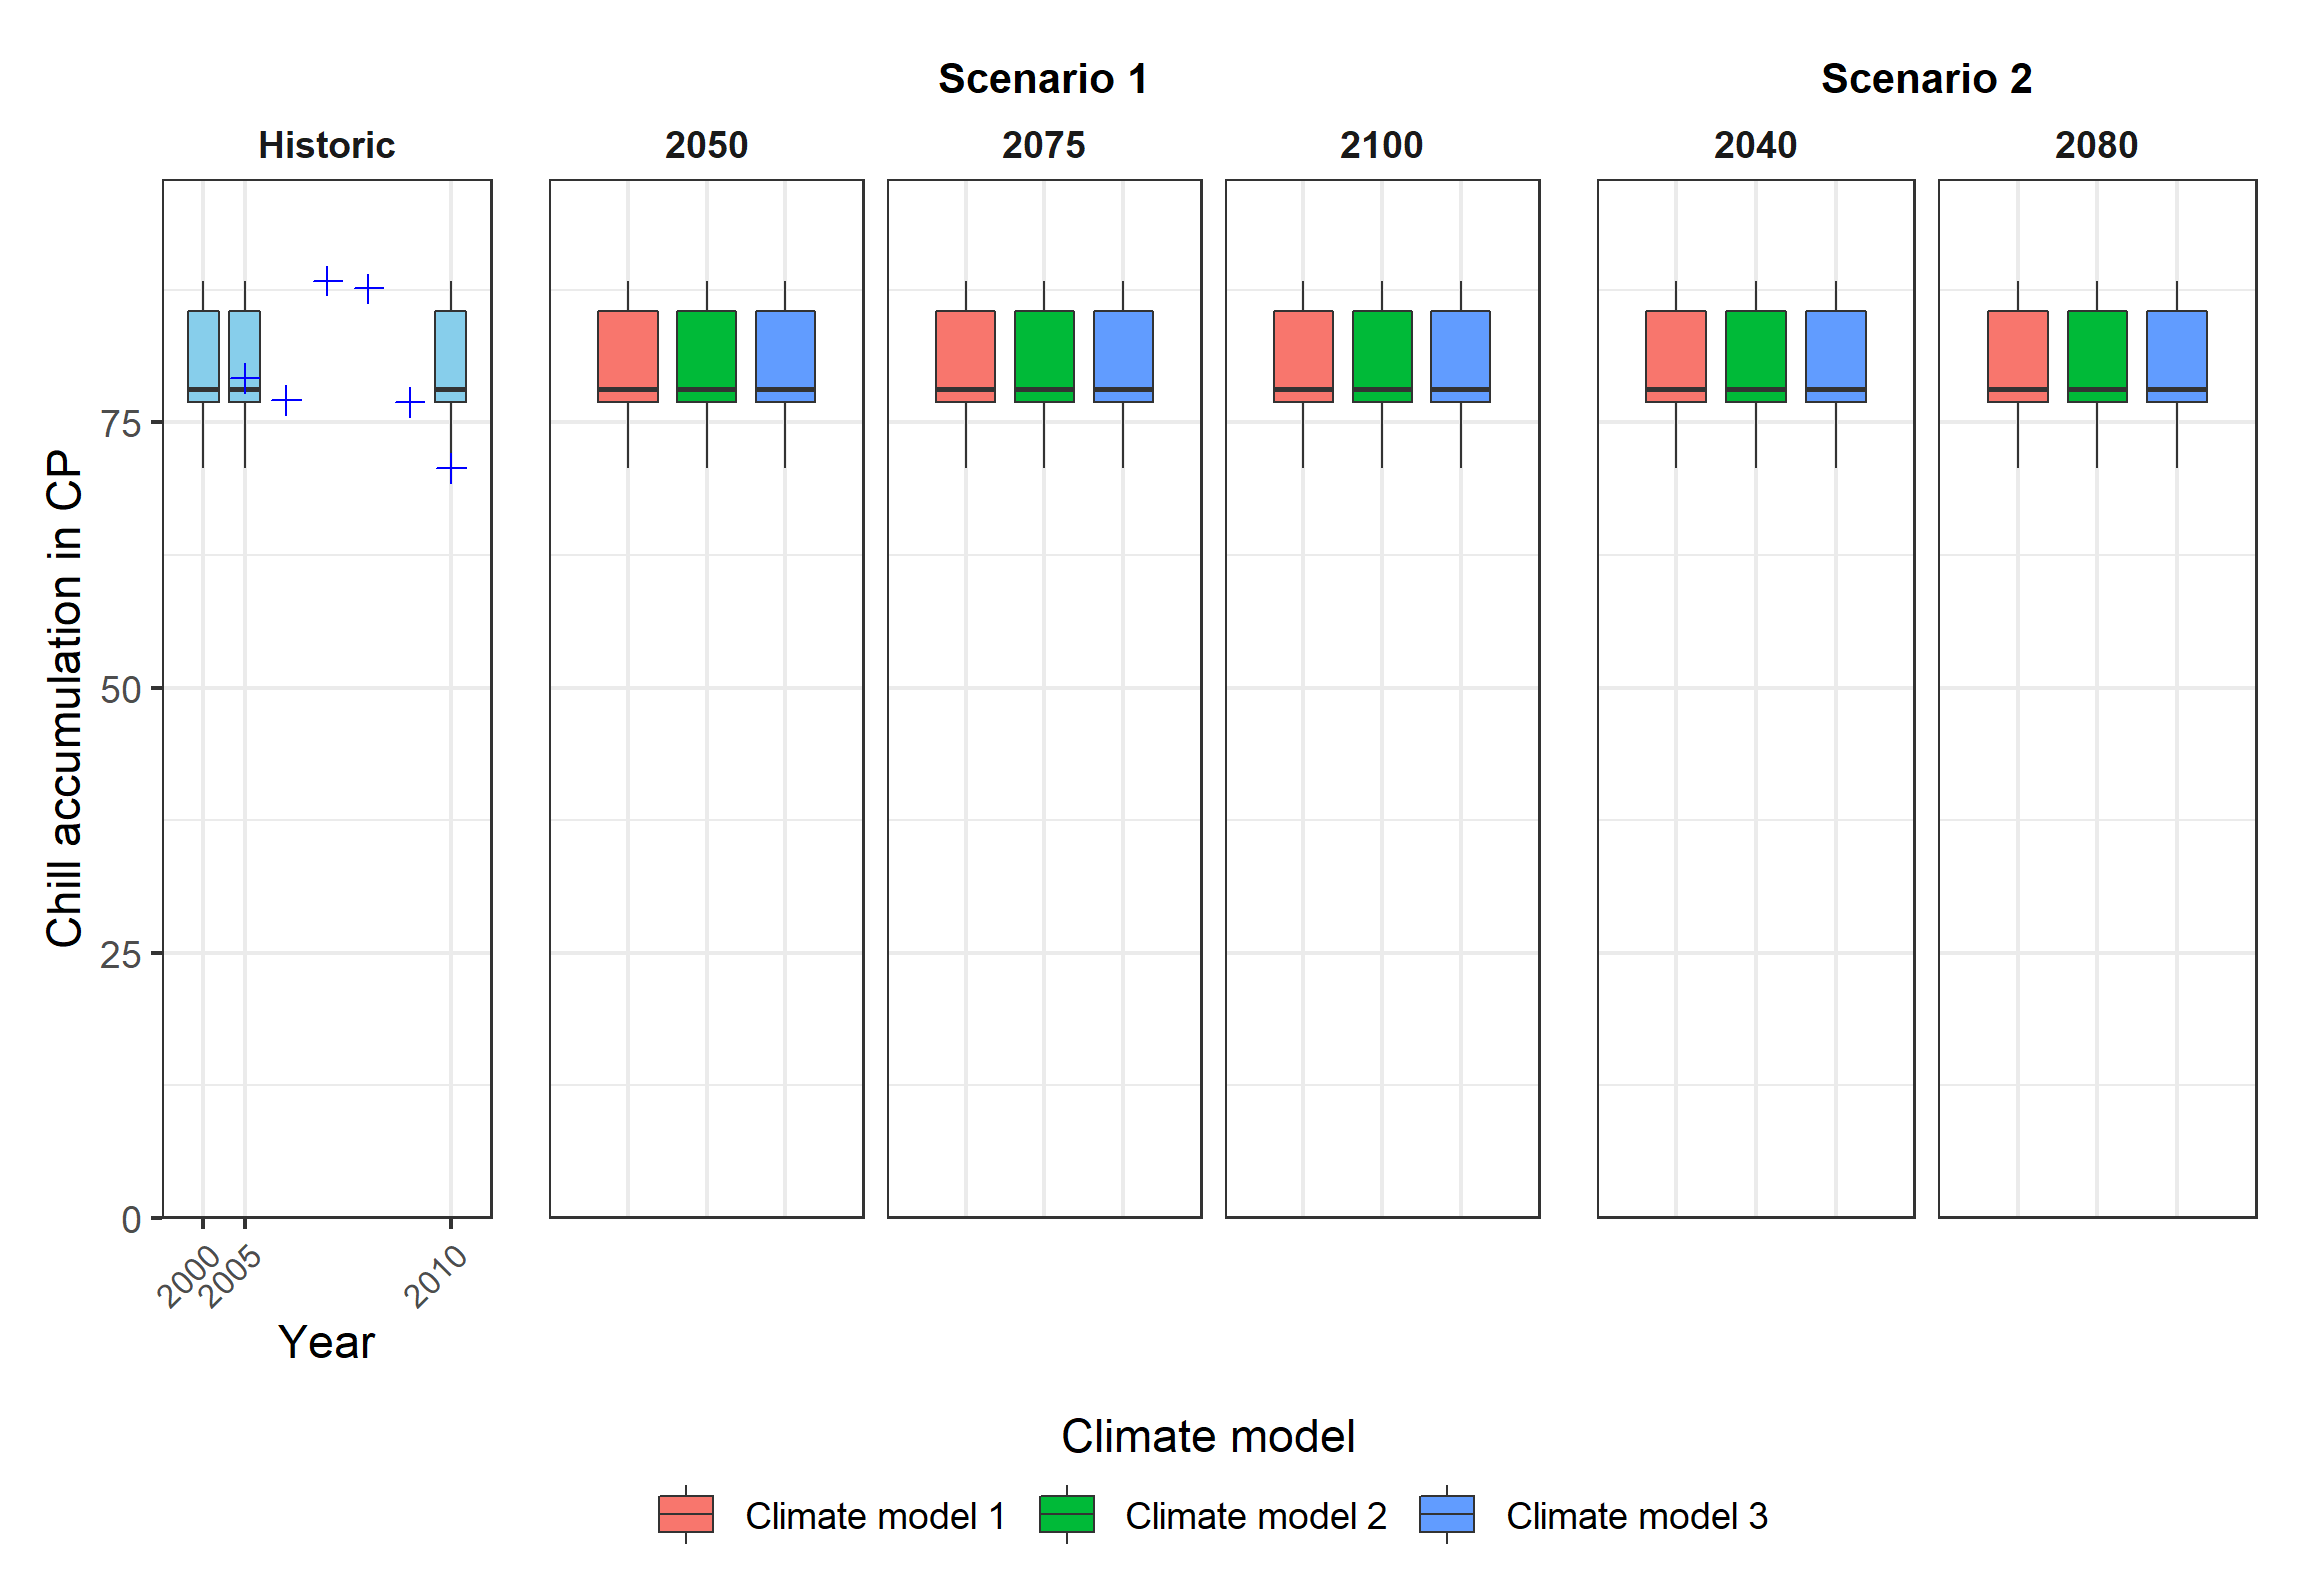 Scenario 1
Scenario 2
Historic
2050
2075
2100
2040
2080
Chill accumulation in CP
75
50
25
0
2000
2005
2010
Year
Climate model
Climate model 1
Climate model 2
Climate model 3